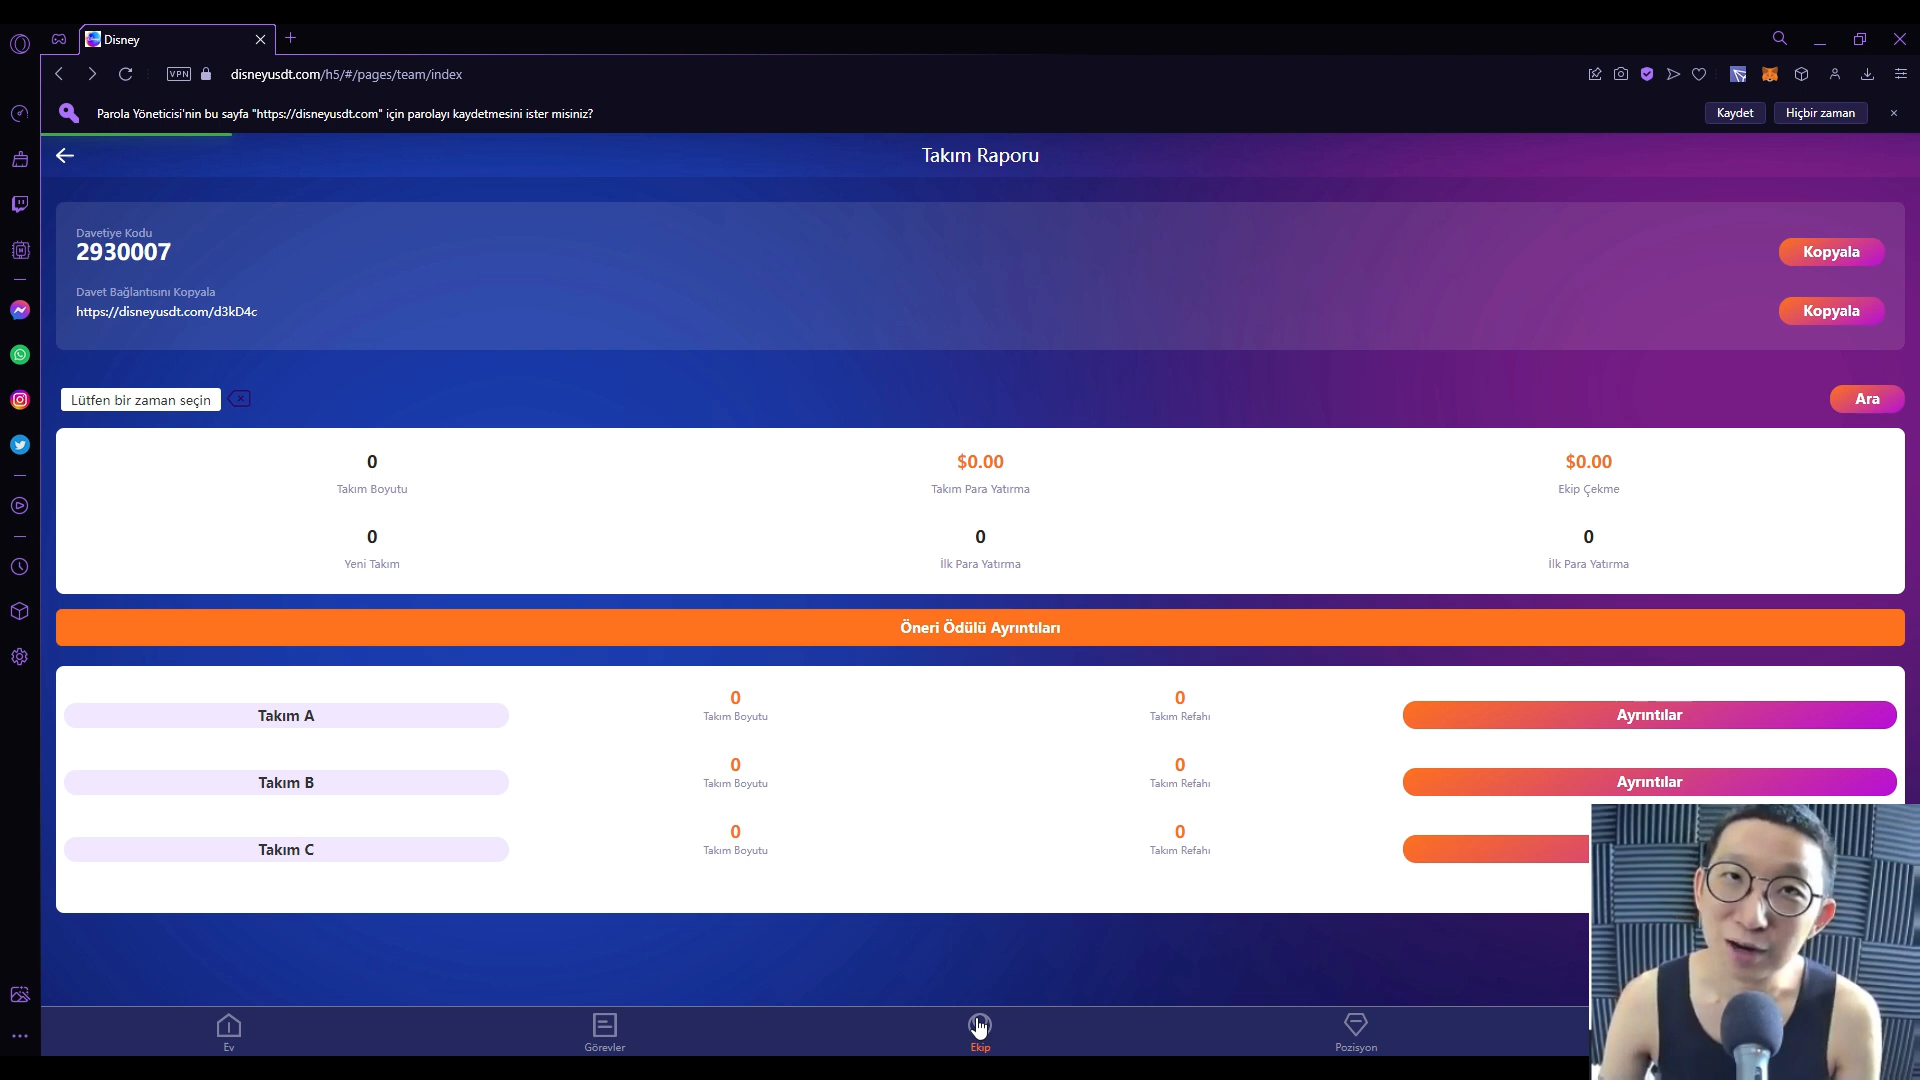 Disney
VPN
disneyusdt.com/h5/#/pages/team/index
Parola Yöneticisi'nin bu sayfa "https://disneyusdt.com" için parolayı kaydetmesini ister misiniz?
Kaydet
Hiçbir zaman
Takım Raporu
Davetiye Kodu
2930007
Kopyala
Davet Bağlantısını Kopyala
https://disneyusdt.com/d3kD4c
Kopyala
Lütfen bir zaman seçin
Ara
0 $0.00 $0.00
Takım Boyutu Takım Para Yatırma Ekip Çekme
0 0 0
Yeni Takım İlk Para Yatırma İlk Para Yatırma
Öneri Ödülü Ayrıntıları
0 0
Takım A Takım Boyutu Takım Refahı Ayrıntılar
0 0
Takım B Takım Boyutu Takım Refahı Ayrıntılar
0 0
Takım C Takım Boyutu Takım Refahı
Ev Görevler Ekip Pozisyon